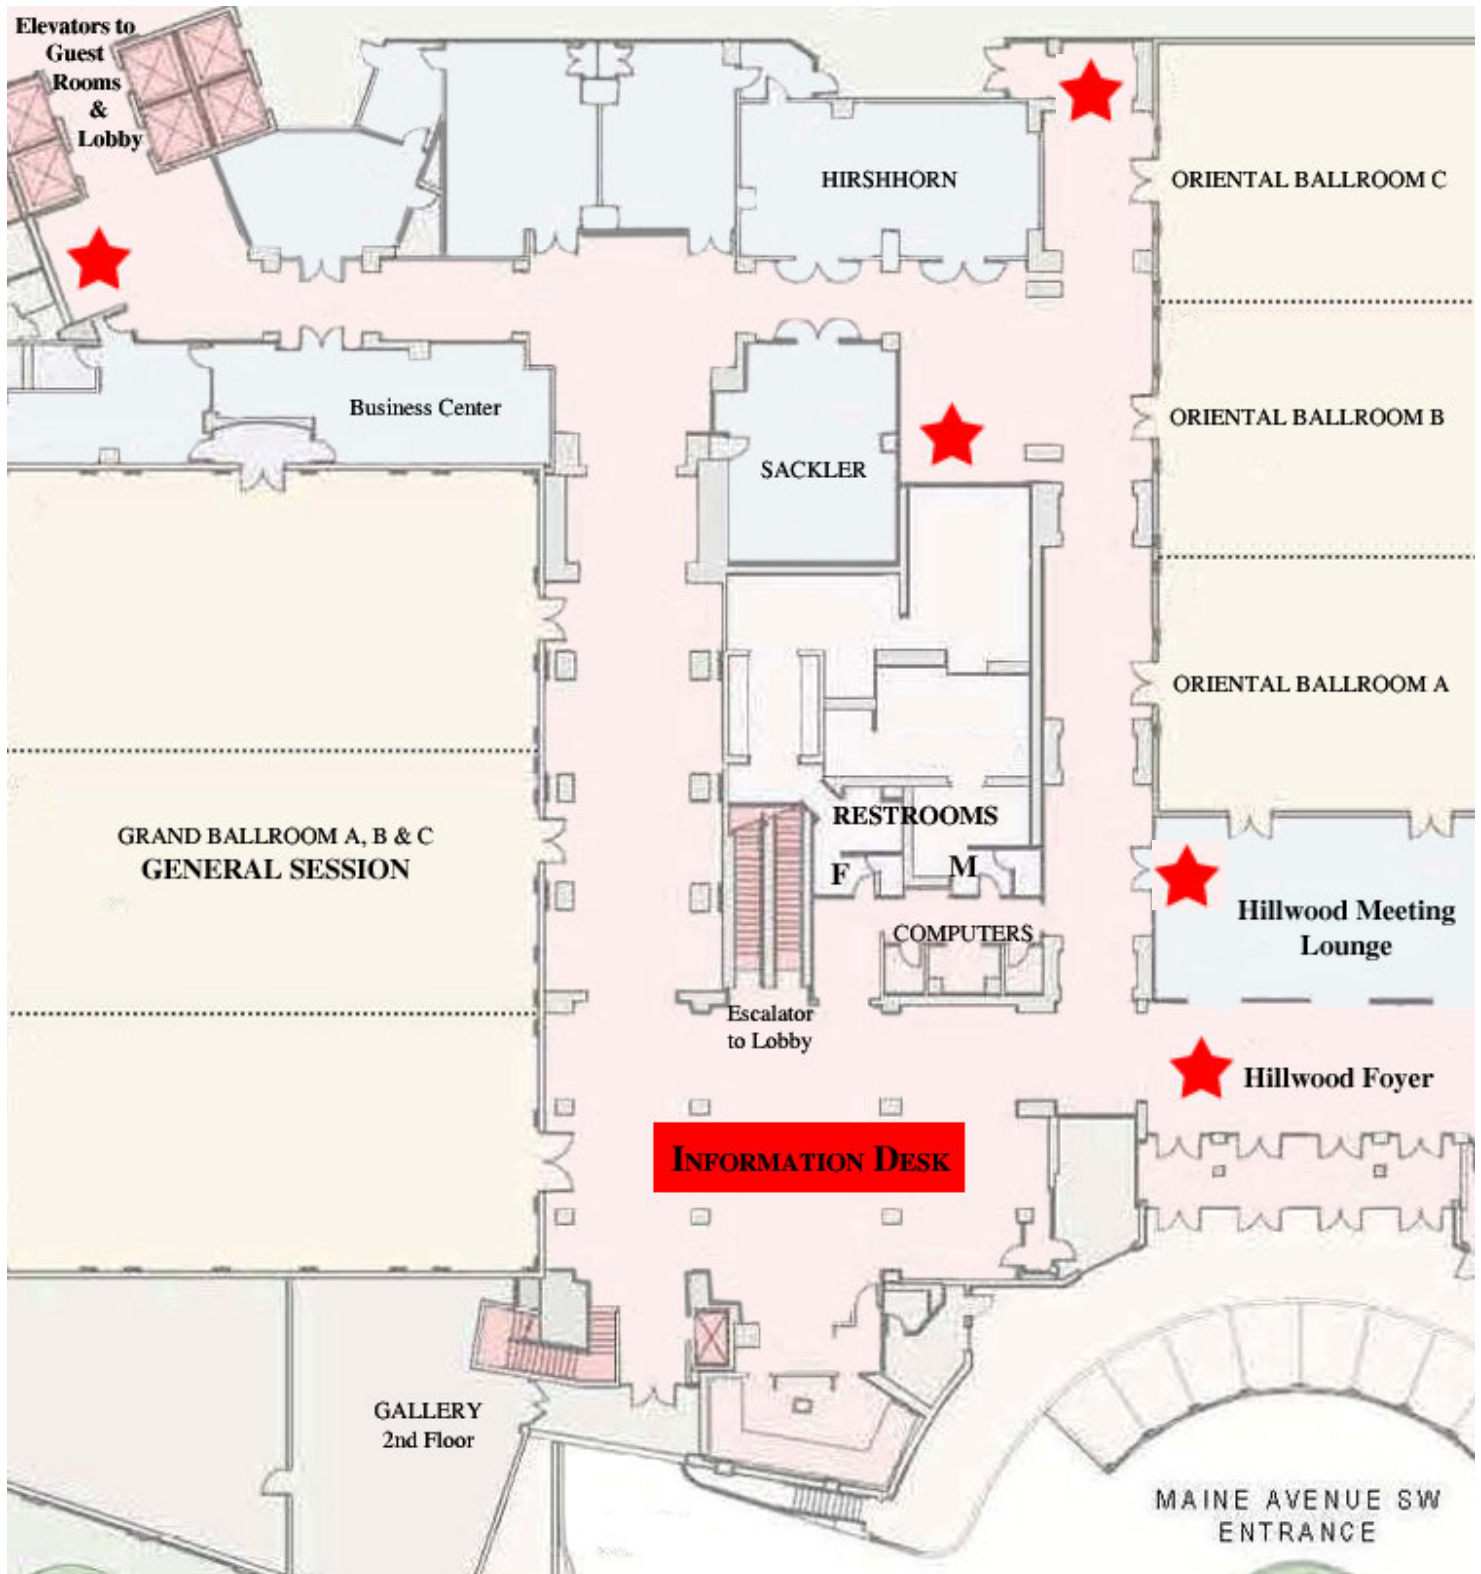 Elevators to
Guest
Rooms
&
Lobby
HIRSHHORN
ORIENTAL BALLROOM C
Business Center
SACKLER
ORIENTAL BALLROOM B
ORIENTAL BALLROOM A
GRAND BALLROOM A, B & C
GENERAL SESSION
RESTROOMS
F
M
COMPUTERS
Hillwood Meeting
Lounge
Escalator
to Lobby
Hillwood Foyer
INFORMATION DESK
GALLERY
2nd Floor
MAINE AVENUE SW
ENTRANCE